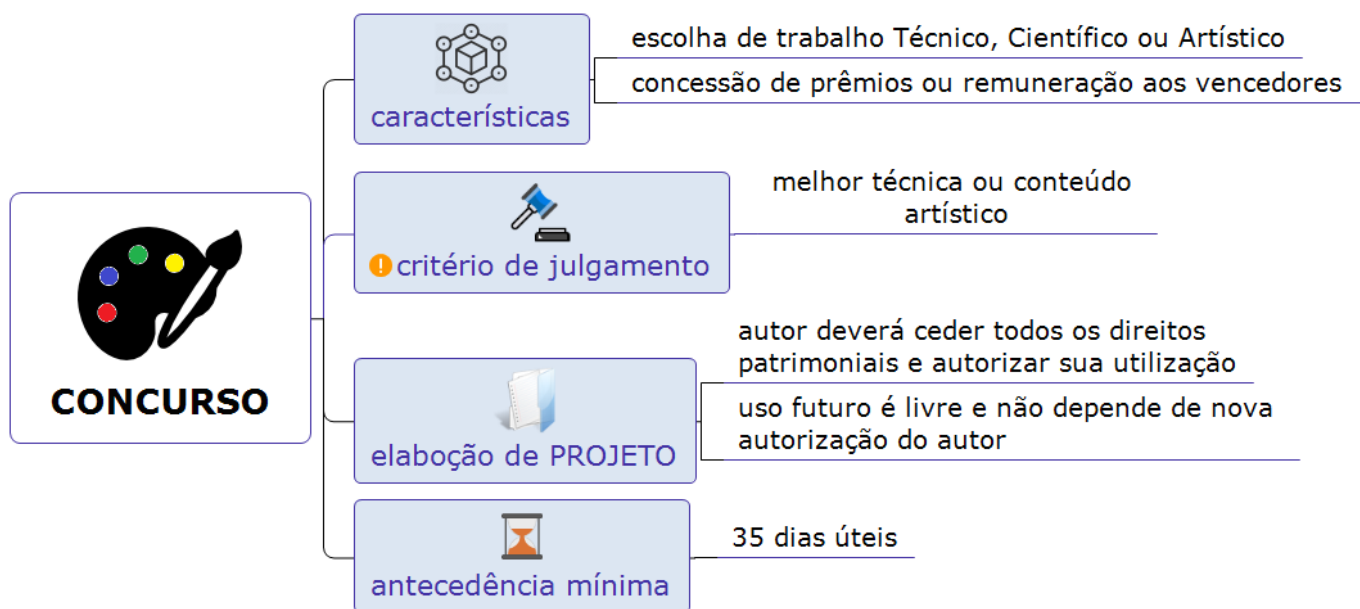 CONCURSO
características
escolha de trabalho Técnico, Científico ou Artístico
concessão de prêmios ou remuneração aos vencedores
critério de julgamento
melhor técnica ou conteúdo
artístico
elaboção de PROJETO
autor deverá ceder todos os direitos
patrimoniais e autorizar sua utilização
uso futuro é livre e não depende de nova
autorização do autor
antecedência mínima
35 dias úteis